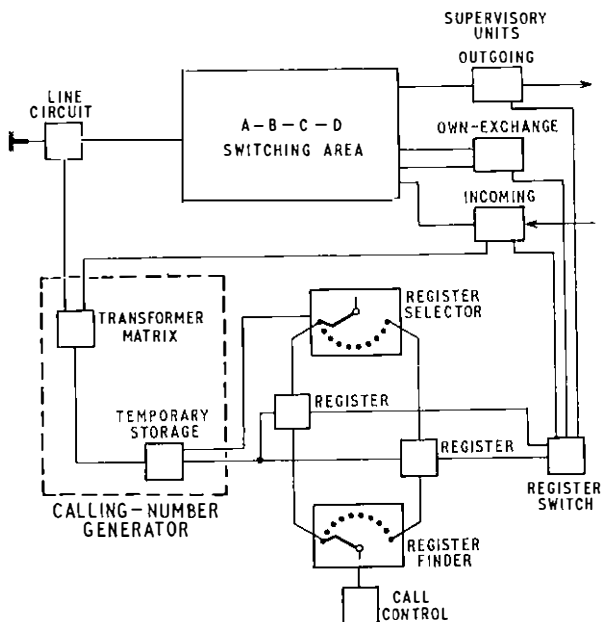 SUPERVISORY
UNITS
OUTGOING
LINE
CIRCUIT
A-B-C-D
SWITCHING AREA
OWN-EXCHANGE
INCOMING
TRANSFORMER
MATRIX
REGISTER
SELECTOR
TEMPORARY
STORAGE
REGISTER
REGISTER
REGISTER
SWITCH
CALLING-NUMBER
GENERATOR
REGISTER
FINDER
CALL
CONTROL